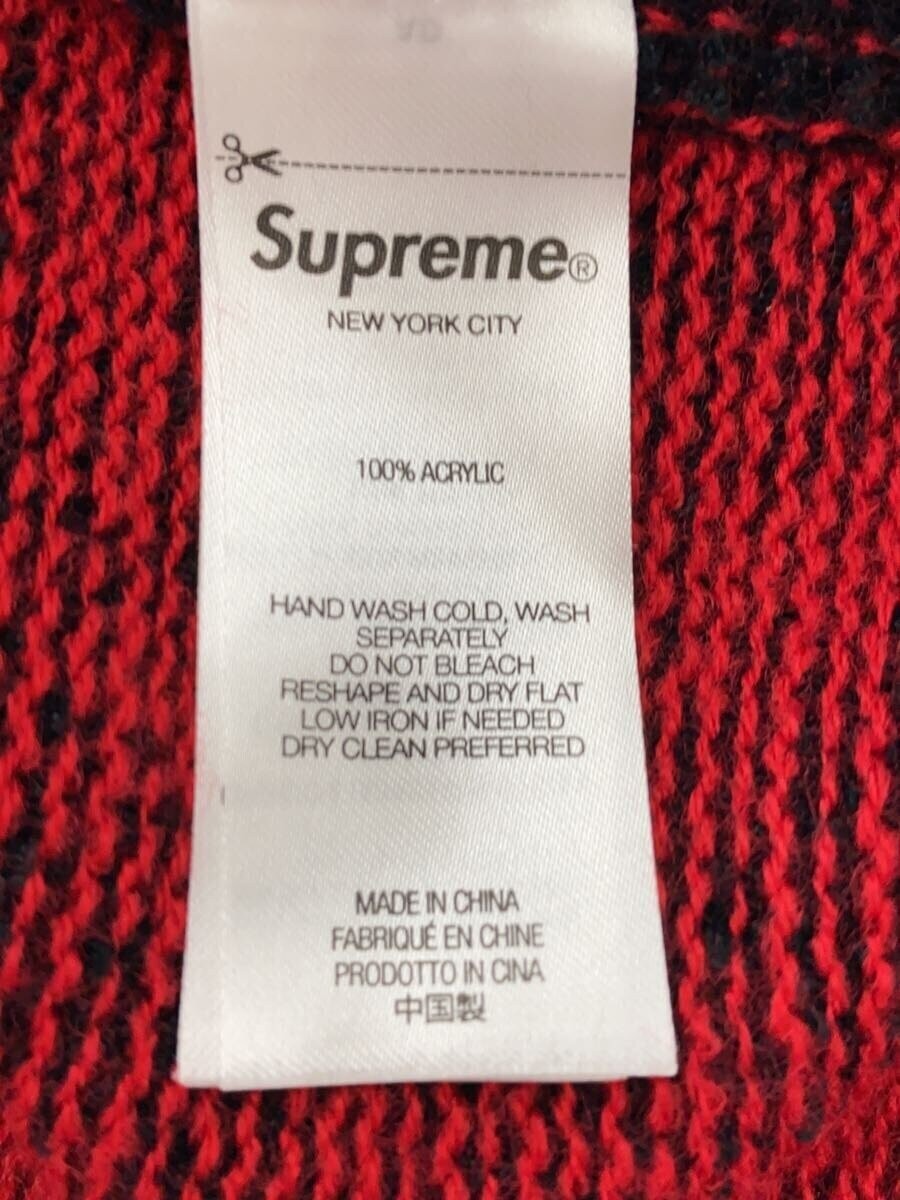 Supreme®
NEW YORK CITY
100% ACRYLIC
HAND WASH COLD, WASH
SEPARATELY
DO NOT BLEACH
RESHAPE AND DRY FLAT
LOW IRON IF NEEDED
DRY CLEAN PREFERRED
MADE IN CHINA
FABRIQUÉ EN CHINE
PRODOTTO IN CINA
中国製